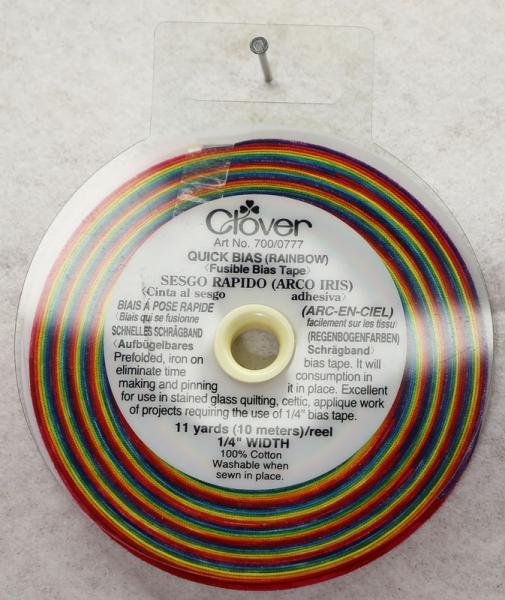 Clover
Art No. 700/0777
QUICK BIAS (RAINBOW)
〈Fusible Bias Tape〉
SESGO RAPIDO (ARCO IRIS)
〈Cinta al sesgo adhesiva〉
BIAIS A POSE RAPIDE (ARC-EN-CIEL)
〈Biais qui se fusionne facilement sur les tissu〉
SCHNELLES SCHRÄGBAND (REGENBOGENFARBEN)
〈Aufbügelbares Schrägband〉
Prefolded, iron on bias tape. It will
eliminate time consumption in
making and pinning it in place. Excellent
for use in stained glass quilting, celtic, applique work
of projects requiring the use of 1/4" bias tape.
11 yards (10 meters)/reel
1/4" WIDTH
100% Cotton
Washable when
sewn in place.